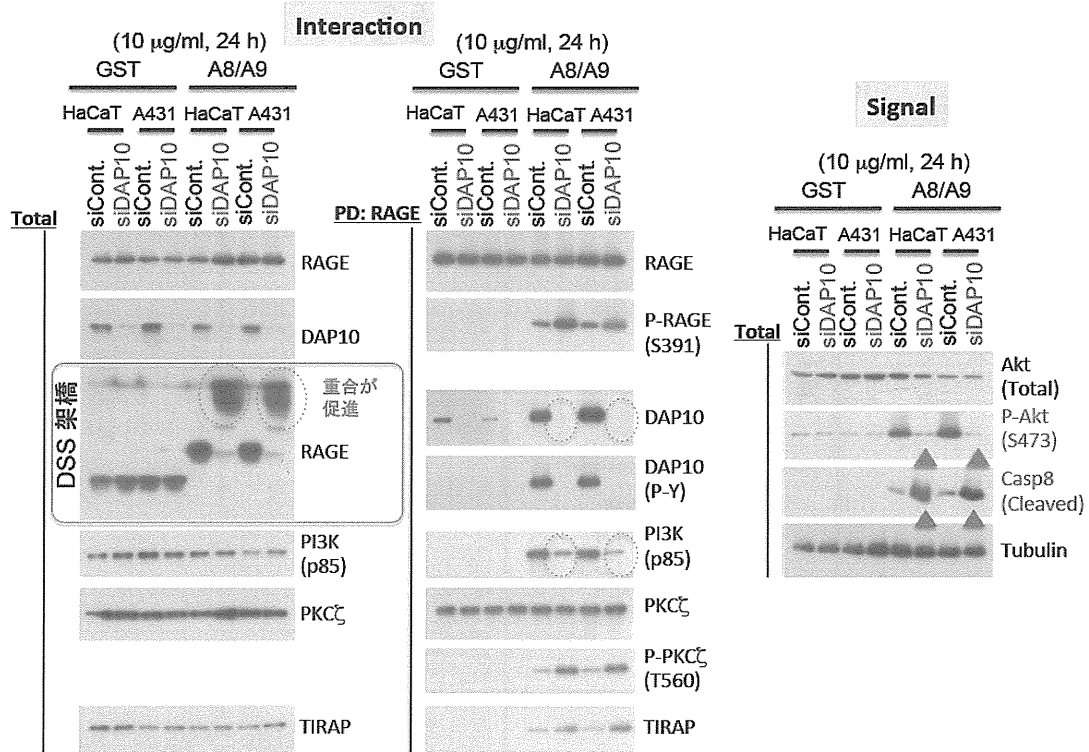 Interaction
(10 μg/ml, 24 h)
GST A8/A9
HaCaT A431 HaCaT A431
siCont. siDAP10 siCont. siDAP10 siCont. siDAP10 siCont. siDAP10
Total
RAGE
DAP10
DSS 架橋
重合が
促進
RAGE
PI3K
(p85)
PKCζ
TIRAP
(10 μg/ml, 24 h)
GST A8/A9
HaCaT A431 HaCaT A431
siCont. siDAP10 siCont. siDAP10 siCont. siDAP10 siCont. siDAP10
PD: RAGE
RAGE
P-RAGE
(S391)
DAP10
DAP10
(P-Y)
PI3K
(p85)
PKCζ
P-PKCζ
(T560)
TIRAP
Signal
(10 μg/ml, 24 h)
GST A8/A9
HaCaT A431 HaCaT A431
siCont. siDAP10 siCont. siDAP10 siCont. siDAP10 siCont. siDAP10
Total
Akt
(Total)
P-Akt
(S473)
Casp8
(Cleaved)
Tubulin